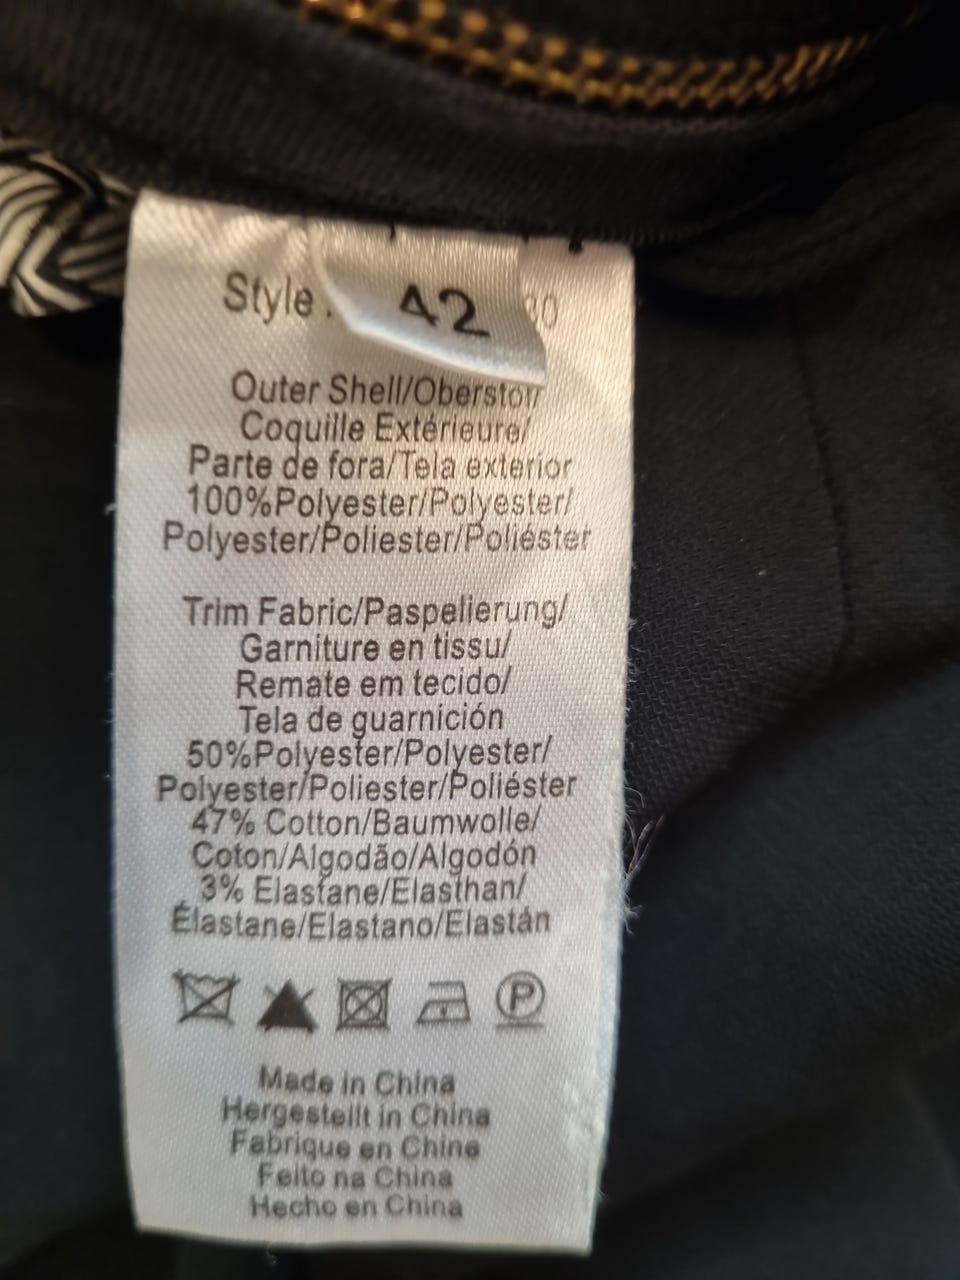 Style
42
30
Outer Shell/Oberstoff/
Coquille Extérieure/
Parte de fora/Tela exterior
100%Polyester/Polyester/
Polyester/Poliester/Poliéster
Trim Fabric/Paspelierung/
Garniture en tissu/
Remate em tecido/
Tela de guarnición
50%Polyester/Polyester/
Polyester/Poliester/Poliéster
47% Cotton/Baumwolle/
Coton/Algodão/Algodón
3% Elastane/Elasthan/
Élastane/Elastano/Elastán
P
Made in China
Hergestellt in China
Fabrique en Chine
Feito na China
Hecho en China